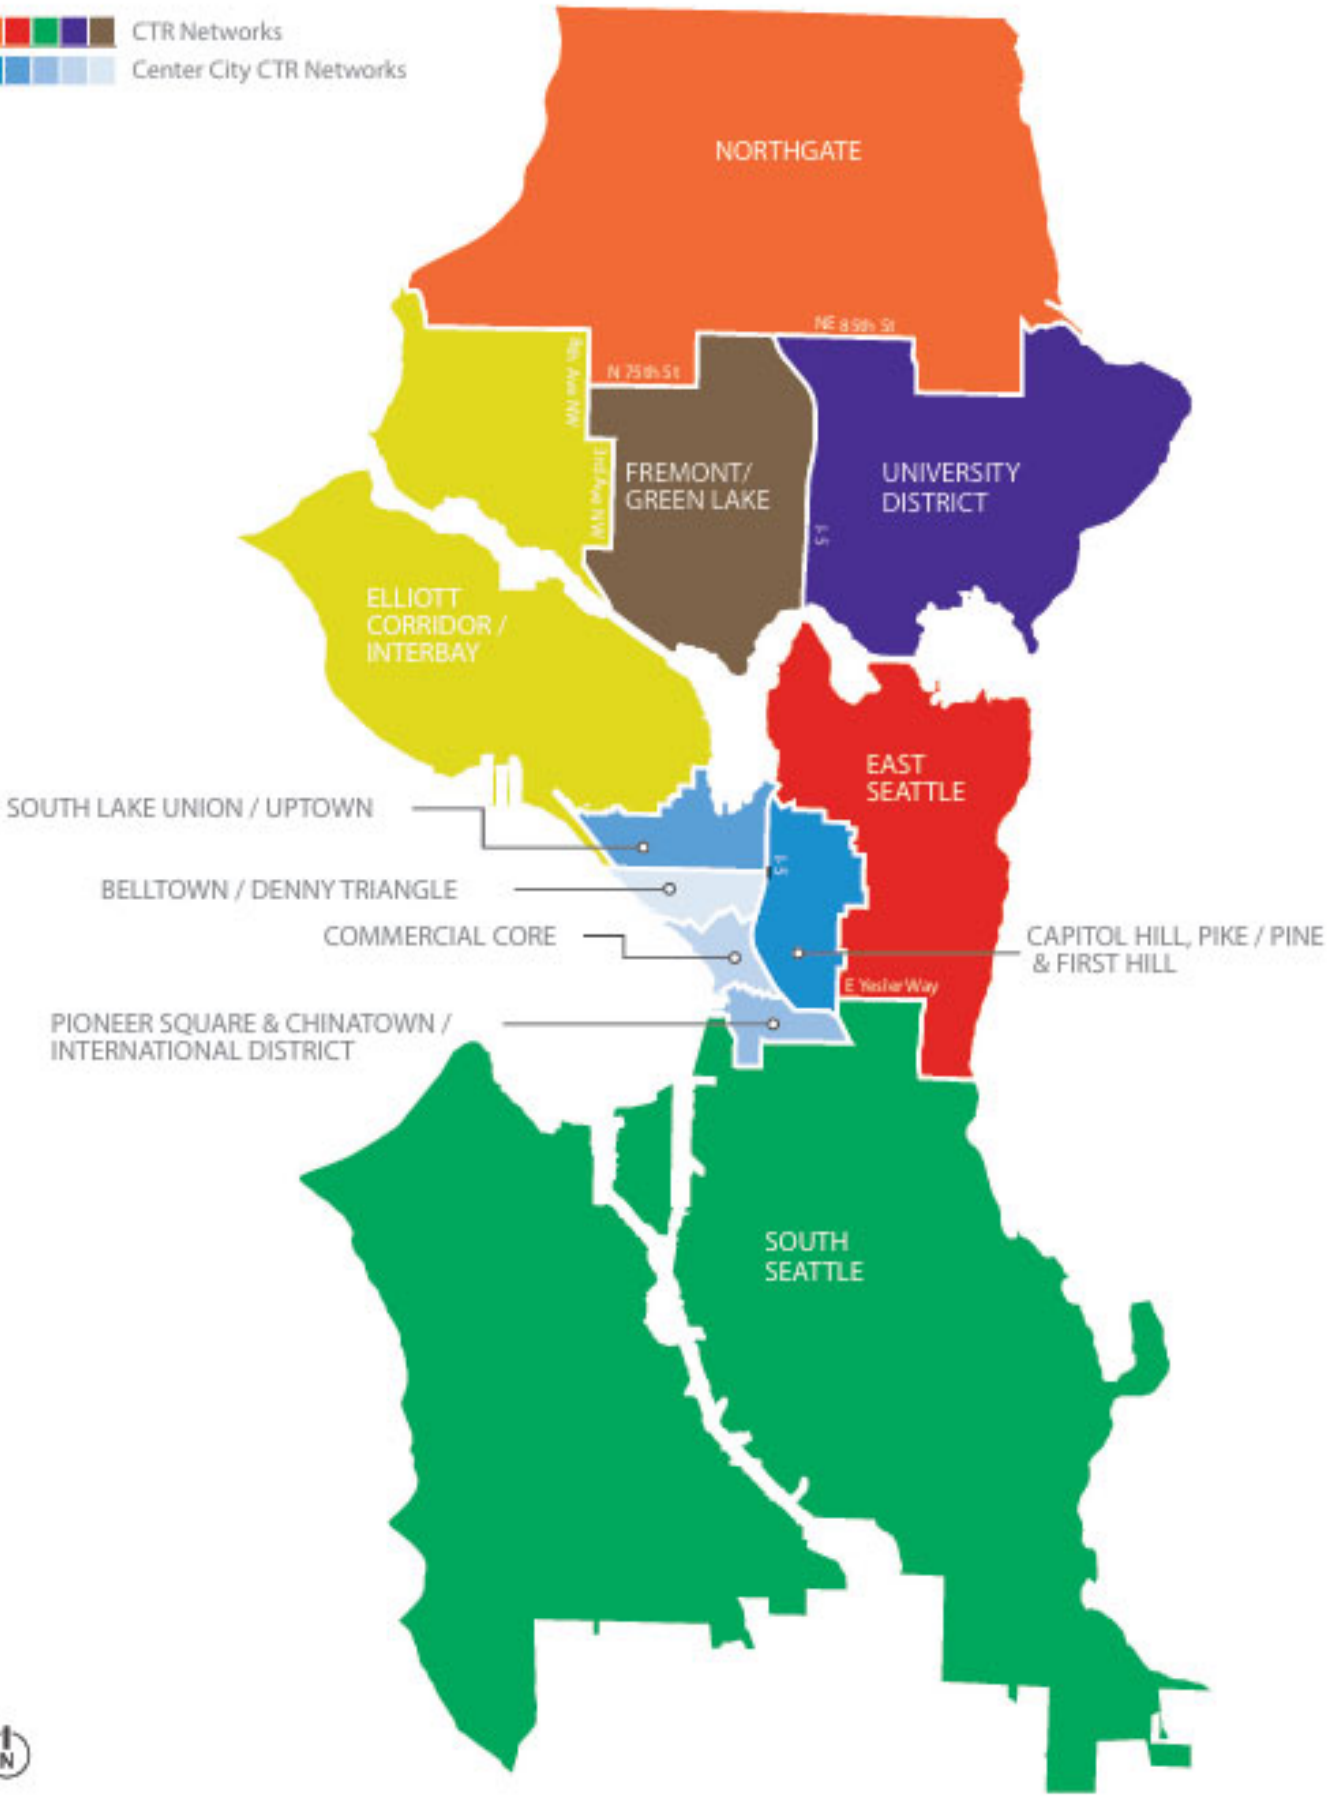 CTR Networks
Center City CTR Networks
NORTHGATE
NE 85th St
8th Ave NW
N 75th St
3rd Ave NW
FREMONT/
GREEN LAKE
UNIVERSITY
DISTRICT
I-5
ELLIOTT
CORRIDOR /
INTERBAY
EAST
SEATTLE
SOUTH LAKE UNION / UPTOWN
I-5
BELLTOWN / DENNY TRIANGLE
COMMERCIAL CORE
CAPITOL HILL, PIKE / PINE
& FIRST HILL
E Yesler Way
PIONEER SQUARE & CHINATOWN /
INTERNATIONAL DISTRICT
SOUTH
SEATTLE
N